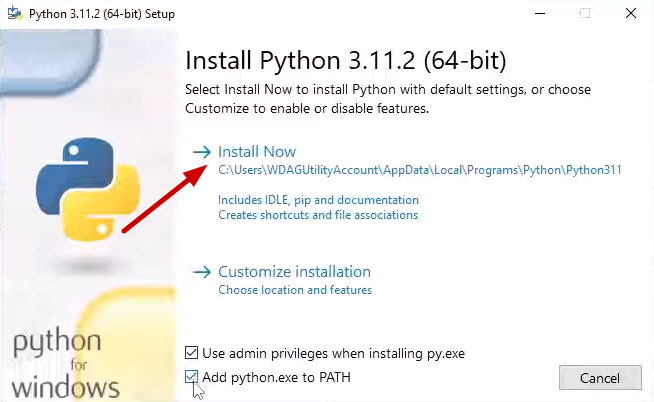 Python 3.11.2 (64-bit) Setup
Install Python 3.11.2 (64-bit)
Select Install Now to install Python with default settings, or choose
Customize to enable or disable features.
Install Now
C:\Users\WDAGUtilityAccount\AppData\Local\Programs\Python\Python311
Includes IDLE, pip and documentation
Creates shortcuts and file associations
Customize installation
Choose location and features
Use admin privileges when installing py.exe
Add python.exe to PATH
Cancel
python
for
windows